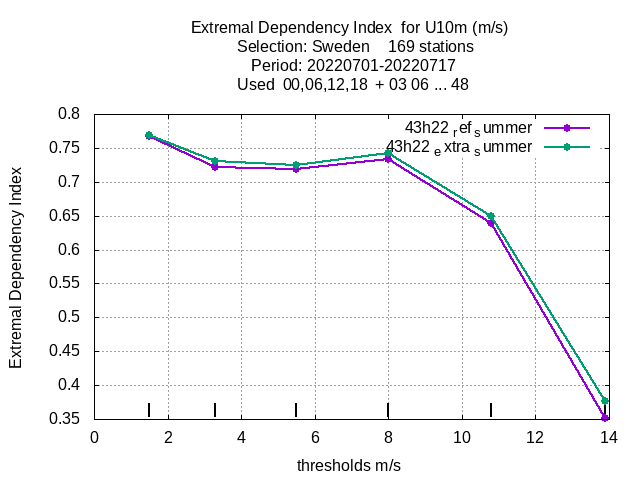 Extremal Dependency Index for U10m (m/s)
Selection: Sweden 169 stations
Period: 20220701-20220717
Used 00,06,12,18 + 03 06 ... 48
43h22 ref summer
43h22 extra summer
Extremal Dependency Index
0.8
0.75
0.7
0.65
0.6
0.55
0.5
0.45
0.4
0.35
0 2 4 6 8 10 12 14
thresholds m/s